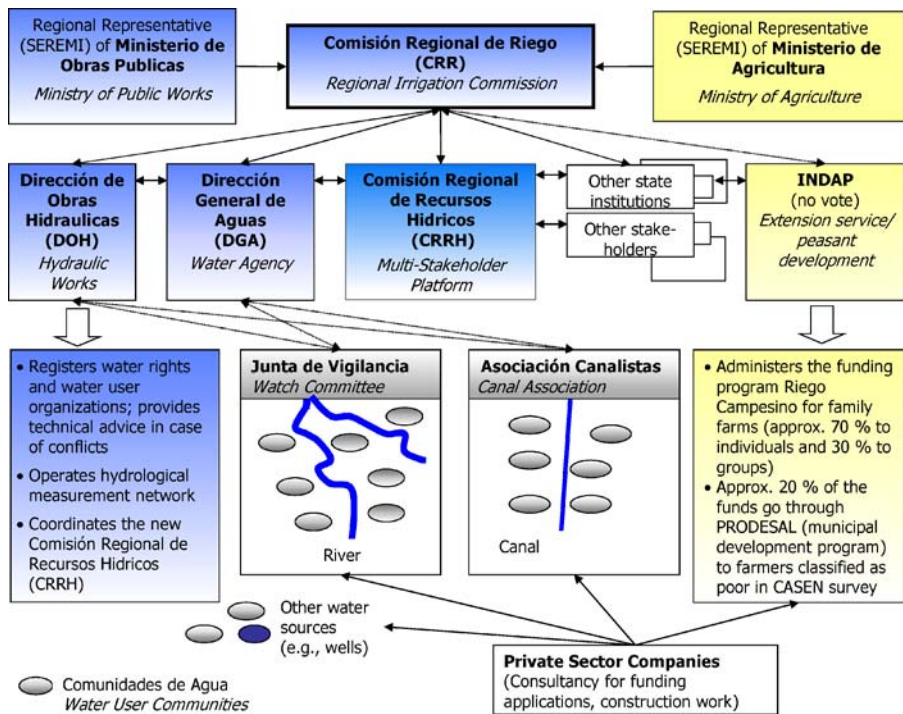 Regional Representative
(SEREMI) of Ministerio de
Obras Publicas
Ministry of Public Works
Comisión Regional de Riego
(CRR)
Regional Irrigation Commission
Regional Representative
(SEREMI) of Ministerio de
Agricultura
Ministry of Agriculture
Dirección de
Obras
Hidraulicas
(DOH)
Hydraulic
Works
Dirección
General de
Aguas
(DGA)
Water Agency
Comisión Regional
de Recursos
Hidricos
(CRRH)
Multi-Stakeholder
Platform
Other state
institutions
Other stake-
holders
INDAP
(no vote)
Extension service/
peasant
development
• Registers water rights
and water user
organizations; provides
technical advice in case
of conflicts
• Operates hydrological
measurement network
• Coordinates the new
Comisión Regional de
Recursos Hidricos
(CRRH)
Junta de Vigilancia
Watch Committee
River
Asociación Canalistas
Canal Association
Canal
• Administers the funding
program Riego
Campesino for family
farms (approx. 70 % to
individuals and 30 % to
groups)
• Approx. 20 % of the
funds go through
PRODESAL (municipal
development program)
to farmers classified as
poor in CASEN survey
Other water
sources
(e.g., wells)
Private Sector Companies
(Consultancy for funding
applications, construction work)
Comunidades de Agua
Water User Communities